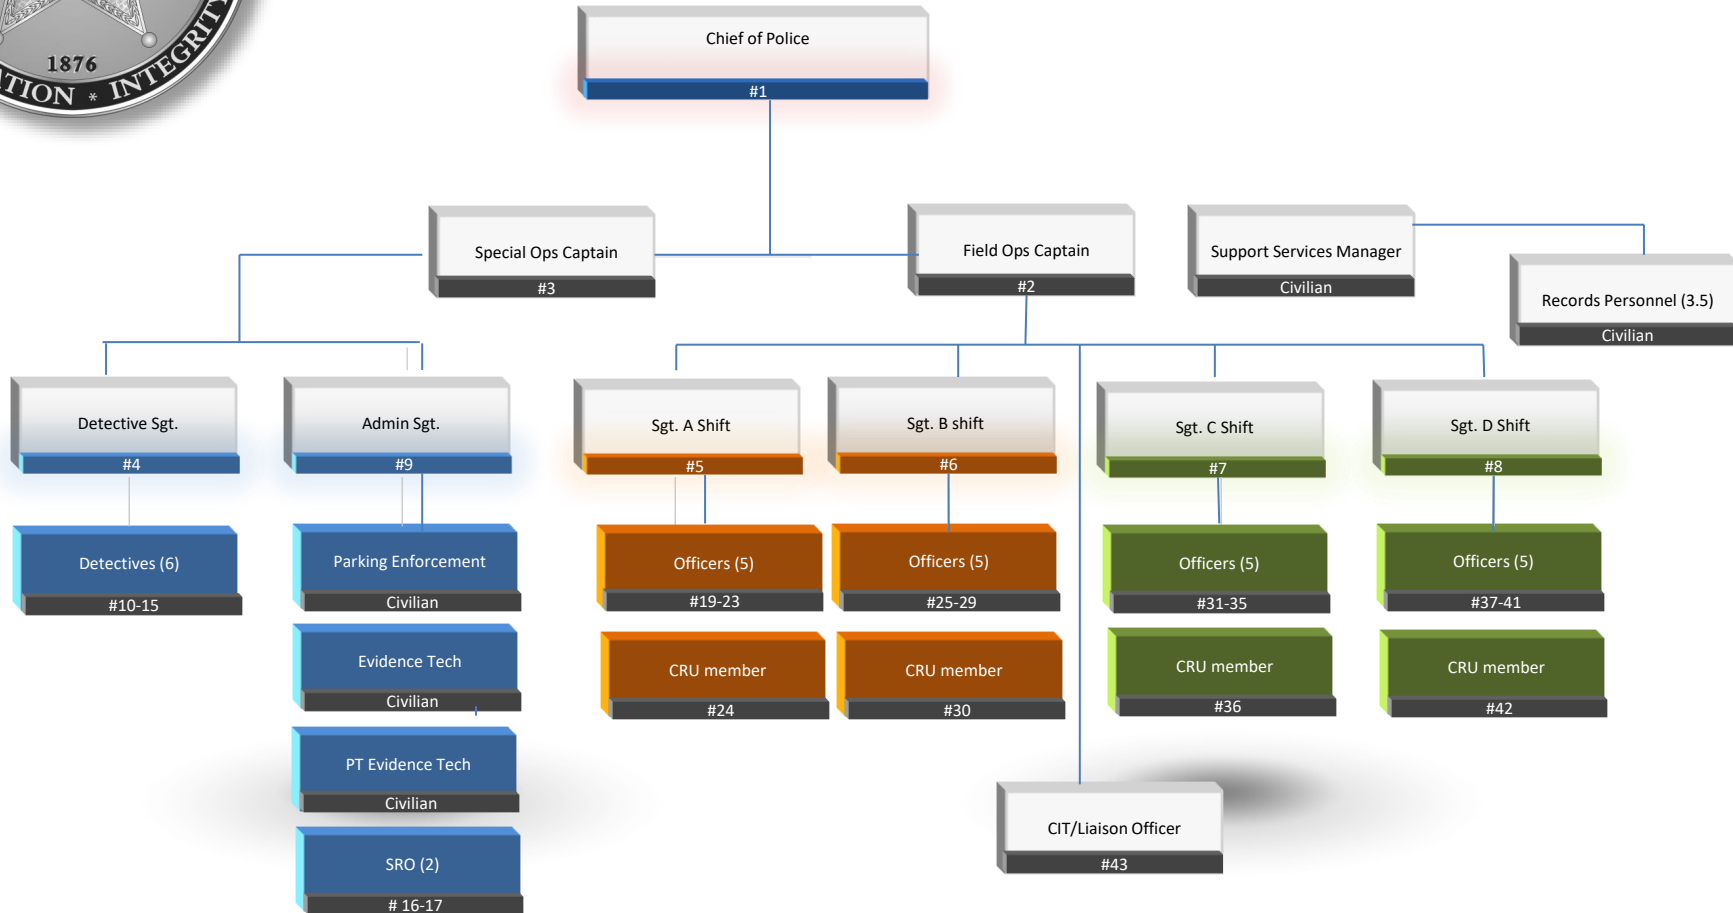 1876
INTEGRITY
Chief of Police
#1
Special Ops Captain
#3
Field Ops Captain
#2
Support Services Manager
Civilian
Records Personnel (3.5)
Civilian
Detective Sgt.
#4
Admin Sgt.
#9
Sgt. A Shift
#5
Sgt. B shift
#6
Sgt. C Shift
#7
Sgt. D Shift
#8
Detectives (6)
#10-15
Parking Enforcement
Civilian
Evidence Tech
Civilian
PT Evidence Tech
Civilian
SRO (2)
# 16-17
Officers (5)
#19-23
CRU member
#24
Officers (5)
#25-29
CRU member
#30
Officers (5)
#31-35
CRU member
#36
Officers (5)
#37-41
CRU member
#42
CIT/Liaison Officer
#43